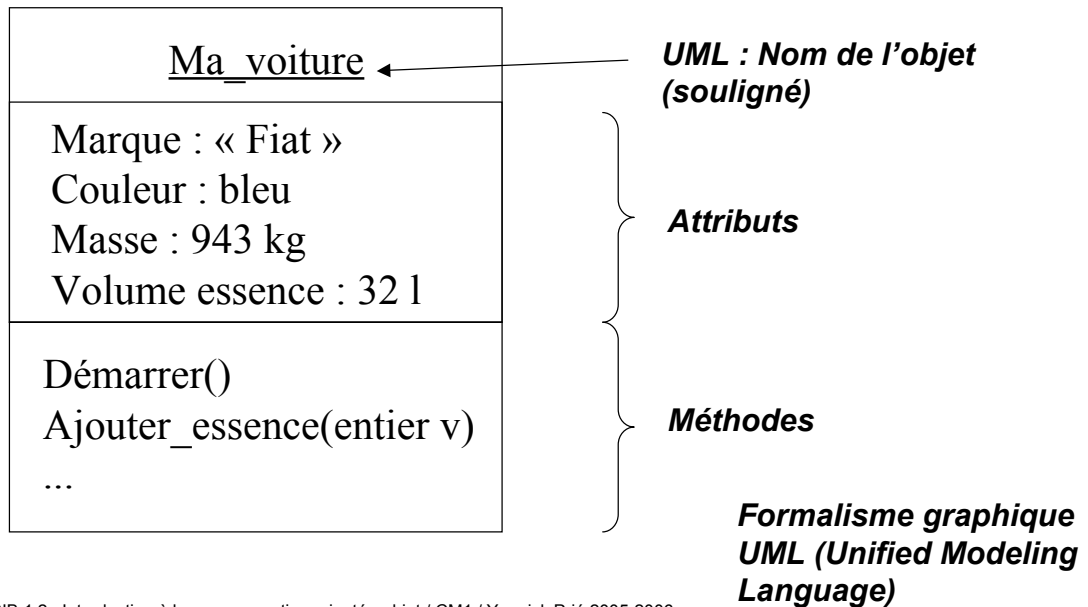 Ma_voiture
UML : Nom de l’objet
(souligné)
Marque : « Fiat »
Couleur : bleu
Masse : 943 kg
Volume essence : 32 l
Attributs
Démarrer()
Ajouter_essence(entier v)
...
Méthodes
Formalisme graphique
UML (Unified Modeling
Language)